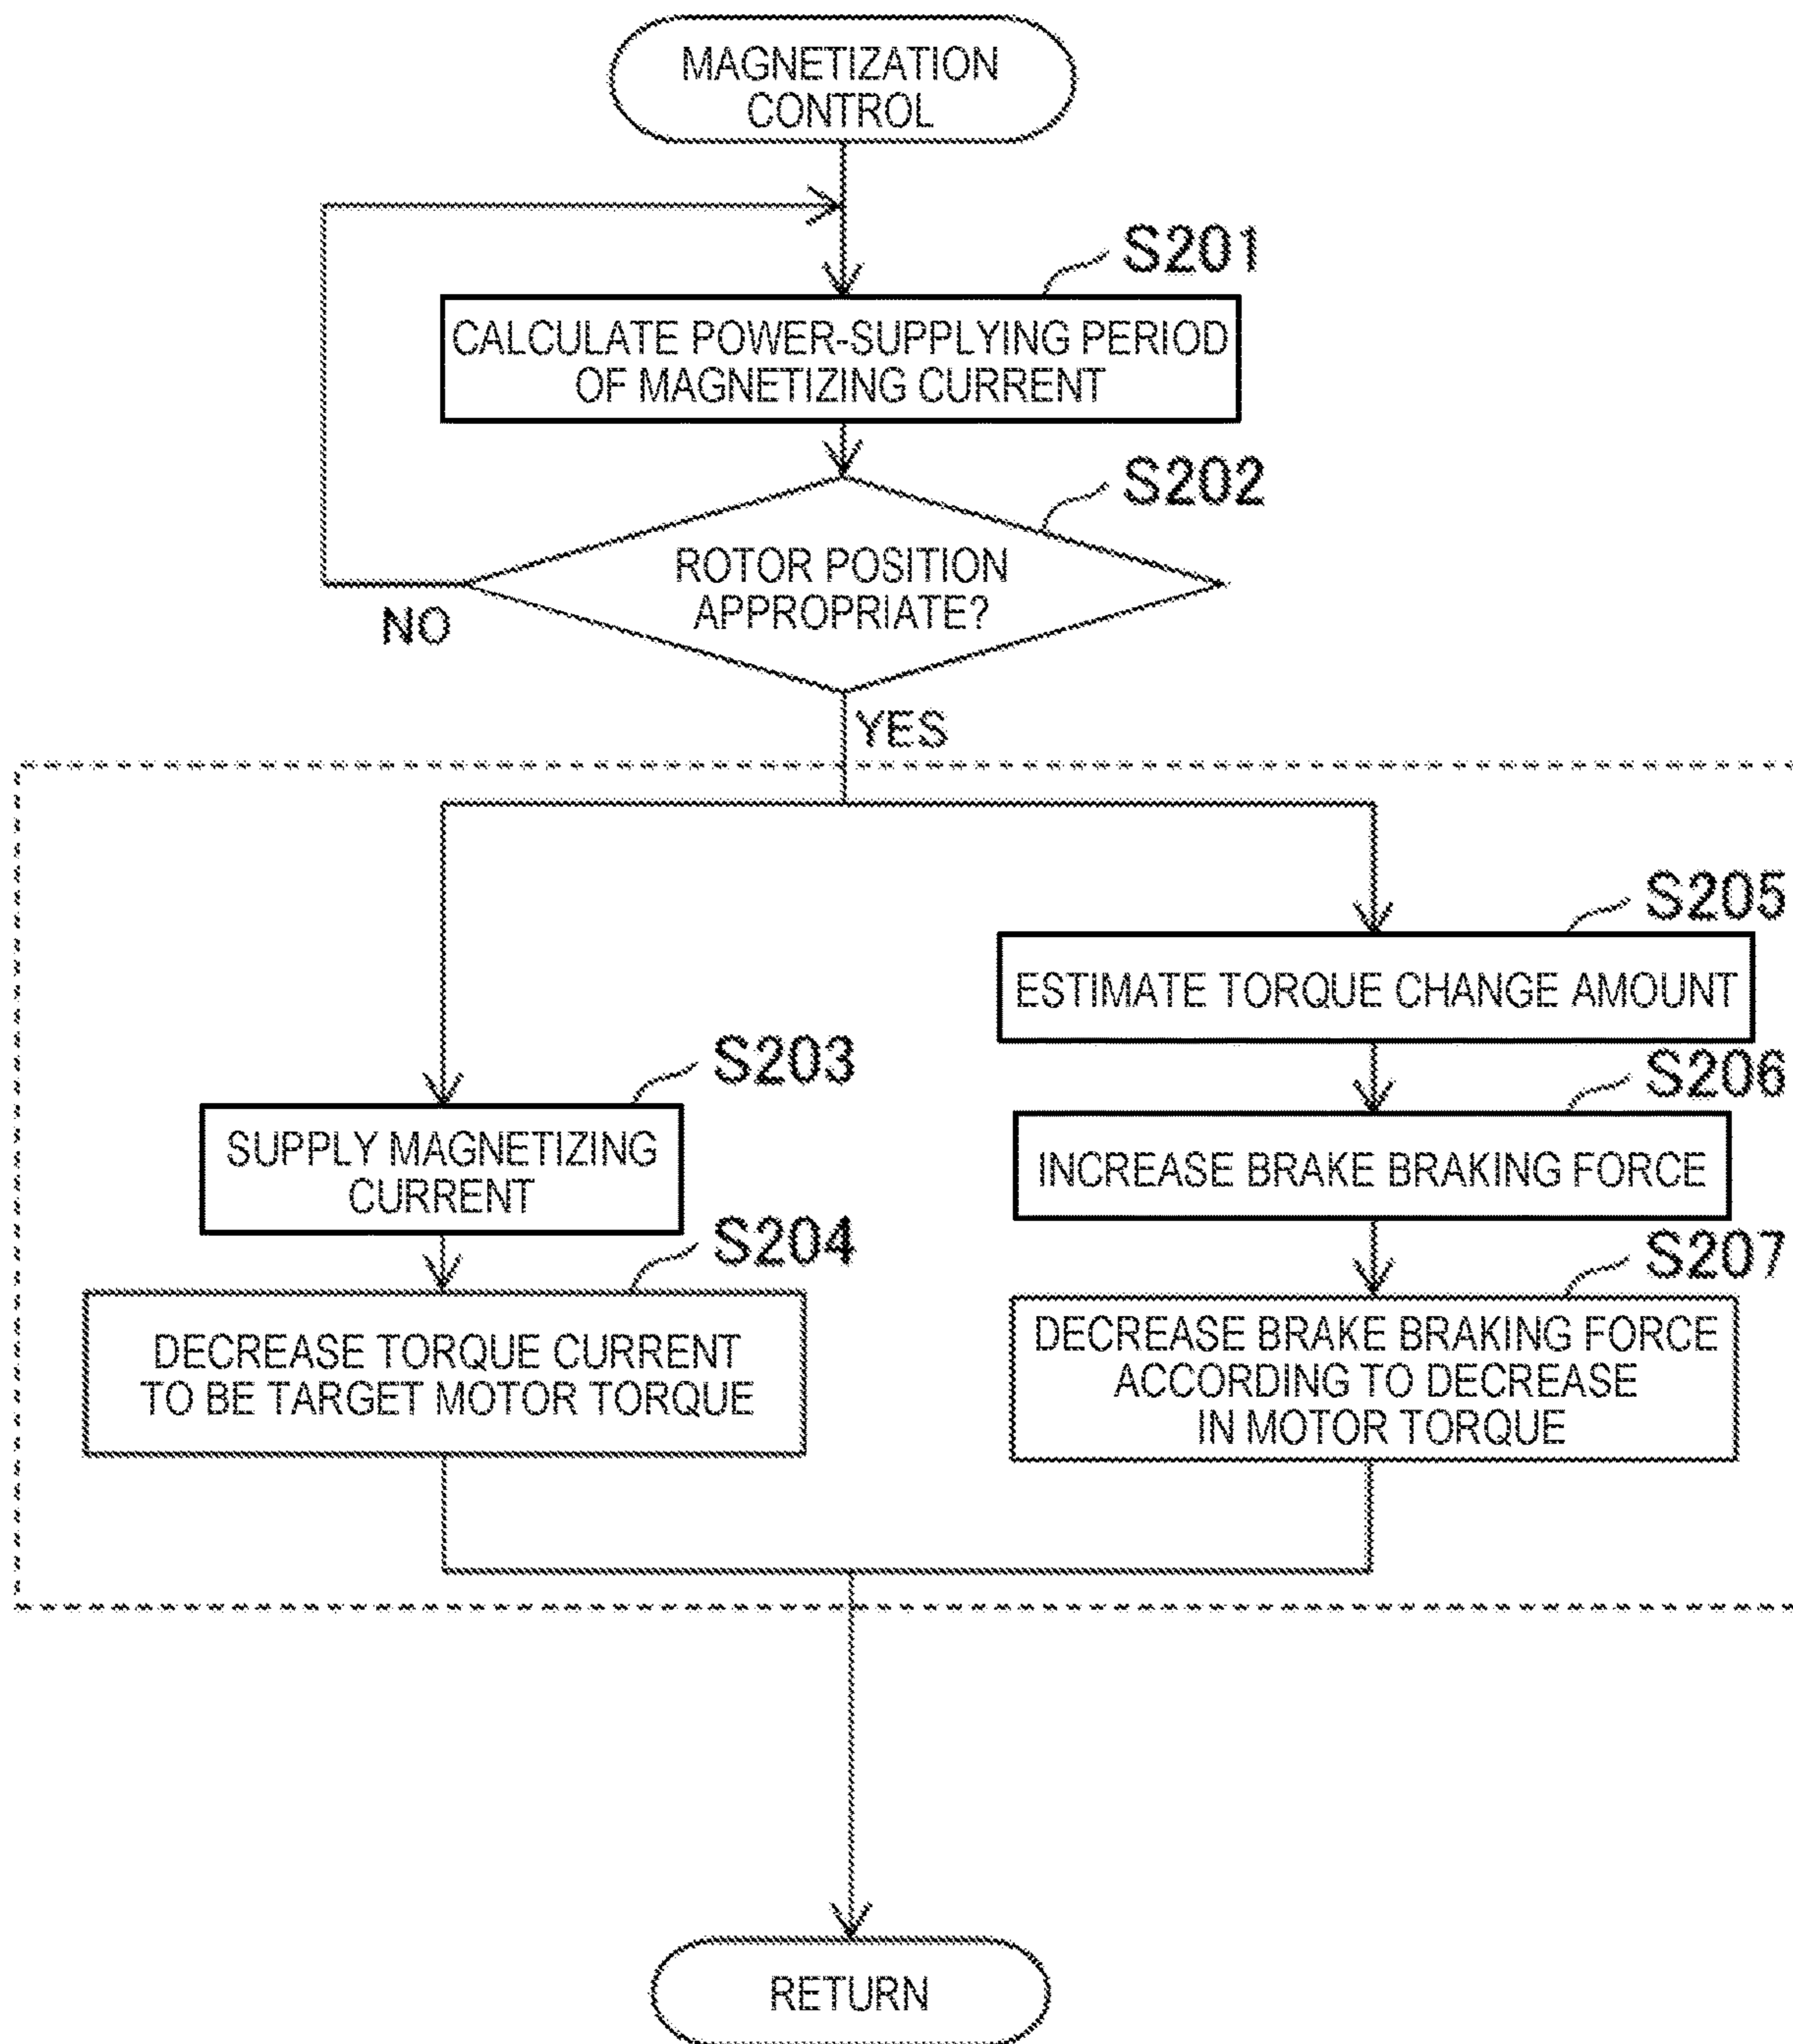 MAGNETIZATION
CONTROL
S201
CALCULATE POWER-SUPPLYING PERIOD
OF MAGNETIZING CURRENT
S202
ROTOR POSITION
APPROPRIATE?
NO
YES
S203
SUPPLY MAGNETIZING
CURRENT
S204
DECREASE TORQUE CURRENT
TO BE TARGET MOTOR TORQUE
S205
ESTIMATE TORQUE CHANGE AMOUNT
S206
INCREASE BRAKE BRAKING FORCE
S207
DECREASE BRAKE BRAKING FORCE
ACCORDING TO DECREASE
IN MOTOR TORQUE
RETURN